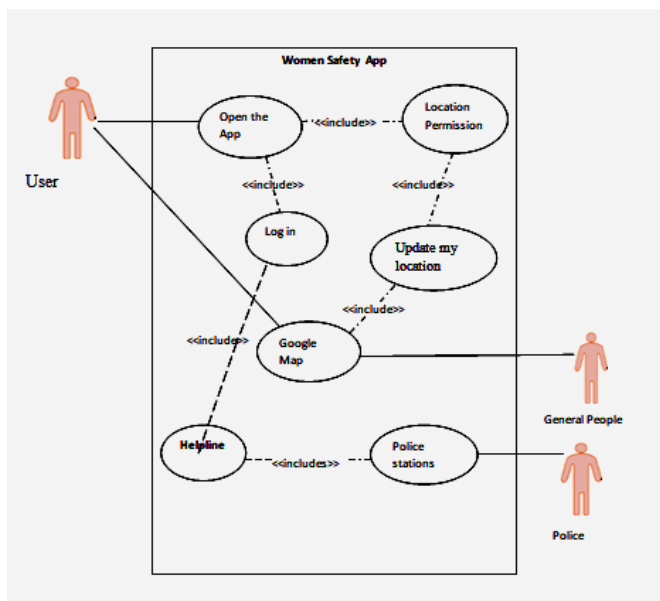 Women Safety App
Open the
App
<<include>>
Location
Permission
User
<<include>>
<<include>>
Log in
Update my
location
<<include>>
<<include>>
Google
Map
General People
Helpline
<<includes>>
Police
stations
Police